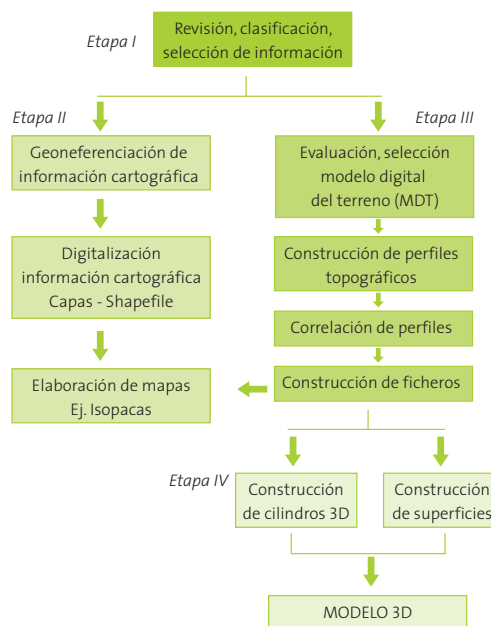 Etapa I
Revisión, clasificación,
selección de información
Etapa II
Etapa III
Geoneferenciación de
información cartográfica
Evaluación, selección
modelo digital
del terreno (MDT)
Digitalización
información cartográfica
Capas - Shapefile
Construcción de perfiles
topográficos
Correlación de perfiles
Elaboración de mapas
Ej. Isopacas
Construcción de ficheros
Etapa IV
Construcción
de cilindros 3D
Construcción
de superficies
MODELO 3D